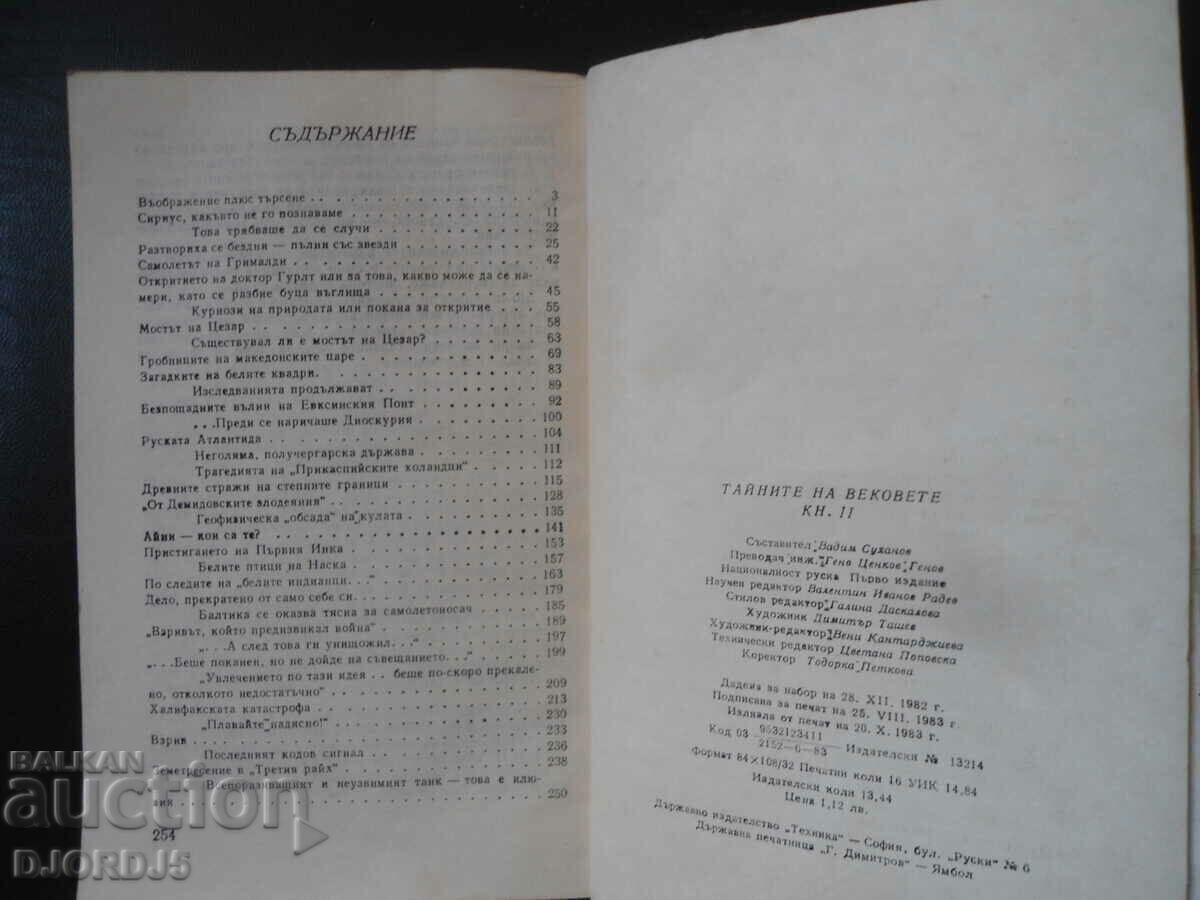 СЪДЪРЖАНИЕ
Въображение плюс търсене . . . . . . . . . . . . . . 3
Сириус, какъвто не го познаваме . . . . . . . . . . . . 11
Това трябваше да се случи . . . . . . . . . . . . 22
Разтвориха се бездни — пълни със звезди . . . . . . . . 25
Самолетът на Грималди . . . . . . . . . . . . . . . 42
Откритието на доктор Гурлт или за това, какво може да се на-
мери, като се разбие буца въглища . . . . . . . . . . 45
Куриози на природата или покана за откритие . . . 55
Мостът на Цезар . . . . . . . . . . . . . . . . . 58
Съществувал ли е мостът на Цезар? . . . . . . . . 63
Гробниците на македонските царе . . . . . . . . . . . 69
Загадките на белите квадри. . . . . . . . . . . . . . 83
Изследванията продължават . . . . . . . . . . . 89
Безпощадните вълни на Евксинския Понт . . . . . . . . 92
. . .Преди се наричаше Диоскурия . . . . . . . . . 100
Руската Атлантида . . . . . . . . . . . . . . . . 104
Неголяма, получергарска държава . . . . . . . . . 111
Трагедията на „Прикаспийските холандци“ . . . . . 112
Древните стражи на степните граници . . . . . . . . . 115
„От Демидовските злодеяния“ . . . . . . . . . . . . 128
Геофизическа „обсада“ на кулата . . . . . . . . . 135
Айни — кои са те? . . . . . . . . . . . . . . . . 141
Пристигането на Първия Инка . . . . . . . . . . . . 153
Белите птици на Наска . . . . . . . . . . . . . 157
По следите на „белите индианци. . .“ . . . . . . . . . 163
Дело, прекратено от само себе си. . . . . . . . . . . . 179
Балтика се оказва тясна за самолетоносач . . . . . 185
„Взривът, който предизвикал война“ . . . . . . . . . . 189
„. . .А след това ги унищожил. . .“ . . . . . . . . 197
„. . .Беше поканен, но не дойде на съвещанието. . .“ . . . . 199
„Увлечението по тази идея . . беше по-скоро прекале-
но, отколкото недостатъчно“ . . . . . . . . . . . . . 209
Халифакската катастрофа . . . . . . . . . . . . . . 213
„Плавайте надясно!“ . . . . . . . . . . . . . . 230
Взрив . . . . . . . . . . . . . . . . . . . . . 233
Последният кодов сигнал . . . . . . . . . . . . 236
Земетресение в „Третия райх“ . . . . . . . . . . . . 238
Всепоразяващият и неуязвимият танк — това е илю-
зия . . . . . . . . . . . . . . . . . . . . . . 250
254
ТАЙНИТЕ НА ВЕКОВЕТЕ
КН. II
Съставител Вадим Суханов
Преводач инж. Гено Ценков Генов
Националност руска Първо издание
Научен редактор Валентин Иванов Радев
Стилов редактор Галина Даскалова
Художник Димитър Ташев
Художник-редактор Вени Кантарджиева
Технически редактор Цветана Поповска
Коректор Тодорка Петкова
Дадена за набор на 28. XII. 1982 г.
Подписана за печат на 25. VIII. 1983 г.
Излязла от печат на 20. X. 1983 г.
Код 03 9532123411 / 2152—6—83 Издателски № 13214
Формат 84×108/32 Печатни коли 16 УИК 14,84
Издателски коли 13,44
Цена 1,12 лв.
Държавно издателство „Техника“ — София, бул. „Руски“ № 6
Държавна печатница „Г. Димитров“ — Ямбол
BALKAN
auction
DJORDJ5